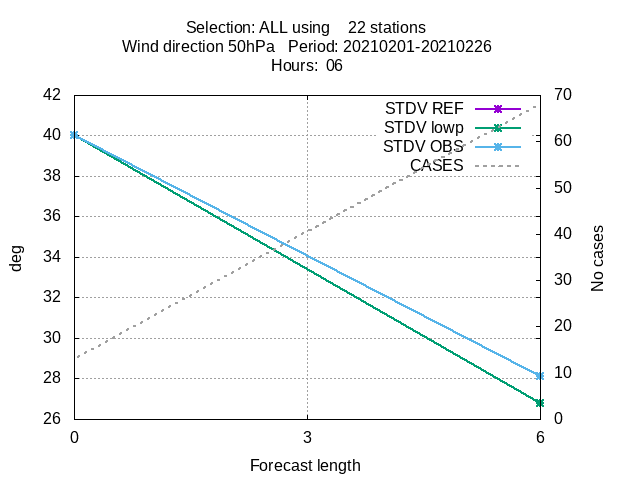 Selection: ALL using    22 stations
Wind direction 50hPa   Period: 20210201-20210226
Hours:  06
42
40
38
36
34
32
30
28
26
70
60
50
40
30
20
10
0
0
3
6
deg
No cases
Forecast length
STDV REF
STDV lowp
STDV OBS
CASES